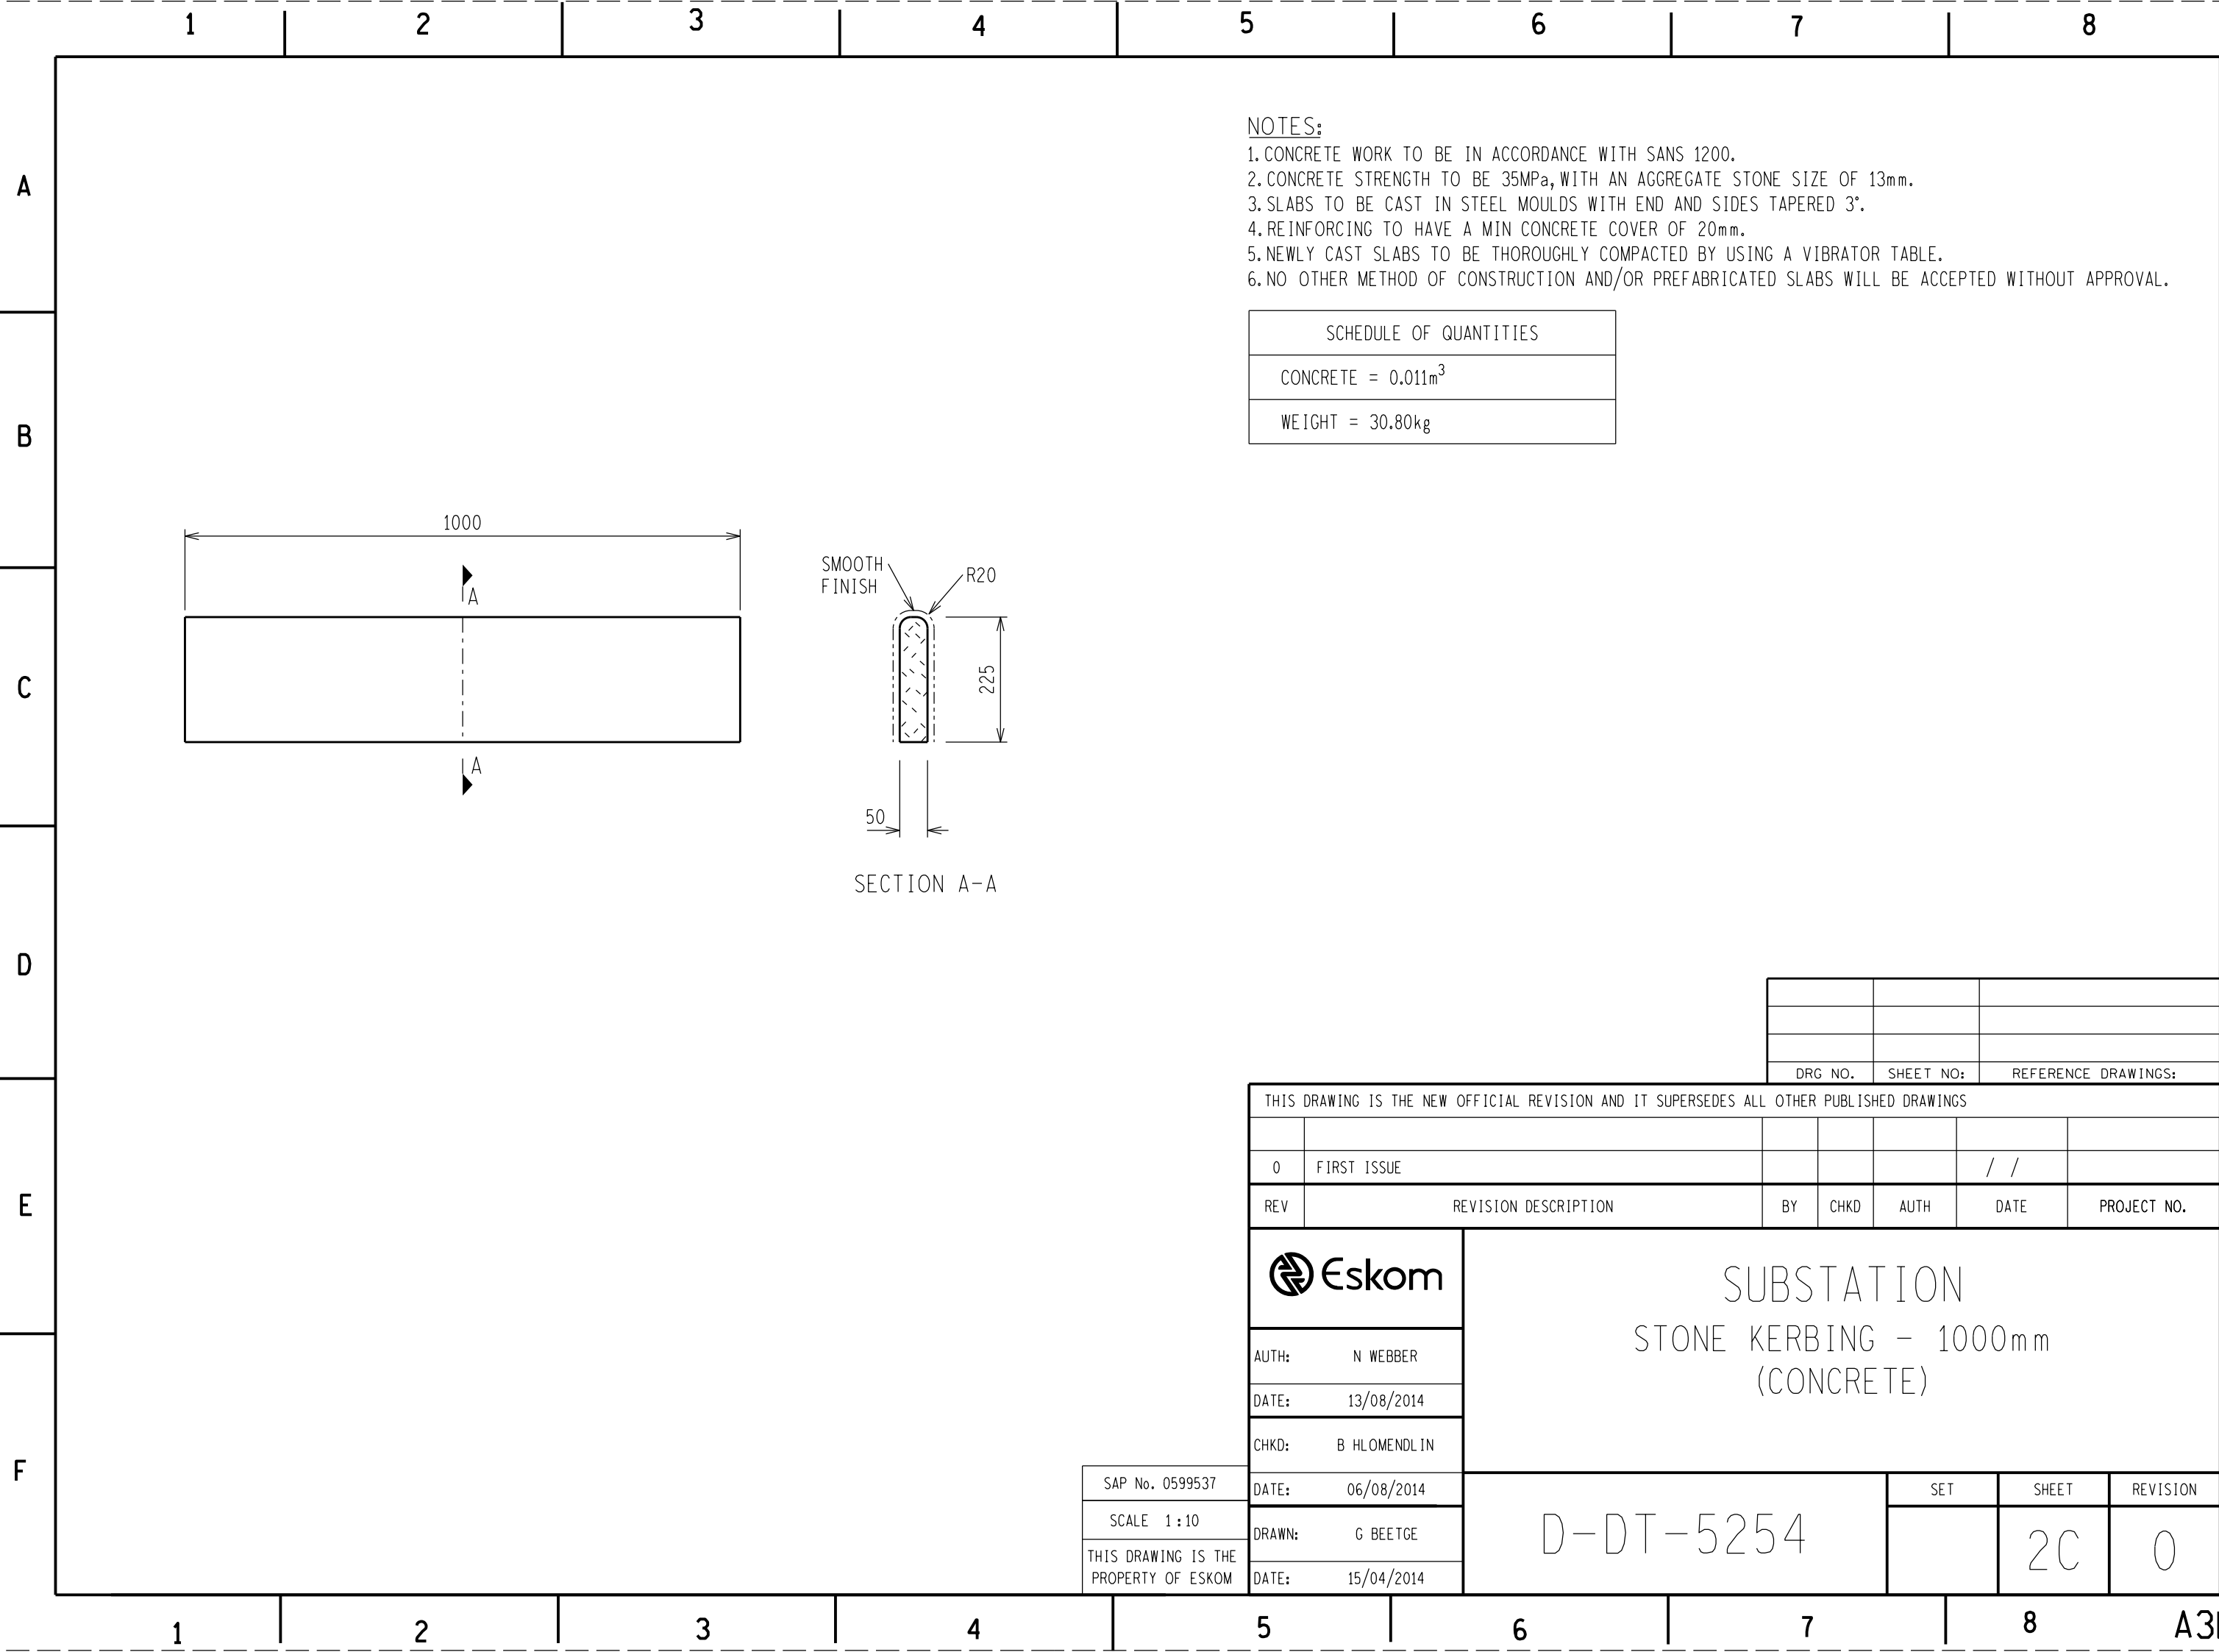 1 2 3 4 5 6 7 8
A
B
C
D
E
F
NOTES:
1. CONCRETE WORK TO BE IN ACCORDANCE WITH SANS 1200.
2. CONCRETE STRENGTH TO BE 35MPa, WITH AN AGGREGATE STONE SIZE OF 13mm.
3. SLABS TO BE CAST IN STEEL MOULDS WITH END AND SIDES TAPERED 3°.
4. REINFORCING TO HAVE A MIN CONCRETE COVER OF 20mm.
5. NEWLY CAST SLABS TO BE THOROUGHLY COMPACTED BY USING A VIBRATOR TABLE.
6. NO OTHER METHOD OF CONSTRUCTION AND/OR PREFABRICATED SLABS WILL BE ACCEPTED WITHOUT APPROVAL.
SCHEDULE OF QUANTITIES
CONCRETE = 0.011m³
WEIGHT = 30.80kg
1000
A
A
SMOOTH
FINISH
R20
225
50
SECTION A-A
DRG NO. SHEET NO: REFERENCE DRAWINGS:
THIS DRAWING IS THE NEW OFFICIAL REVISION AND IT SUPERSEDES ALL OTHER PUBLISHED DRAWINGS
0 FIRST ISSUE / /
REV REVISION DESCRIPTION BY CHKD AUTH DATE PROJECT NO.
Eskom
SUBSTATION
STONE KERBING - 1000mm
(CONCRETE)
AUTH: N WEBBER
DATE: 13/08/2014
CHKD: B HLOMENDLIN
DATE: 06/08/2014
DRAWN: G BEETGE
DATE: 15/04/2014
SAP No. 0599537
SCALE 1:10
THIS DRAWING IS THE
PROPERTY OF ESKOM
D-DT-5254
SET SHEET REVISION
2C 0
1 2 3 4 5 6 7 8